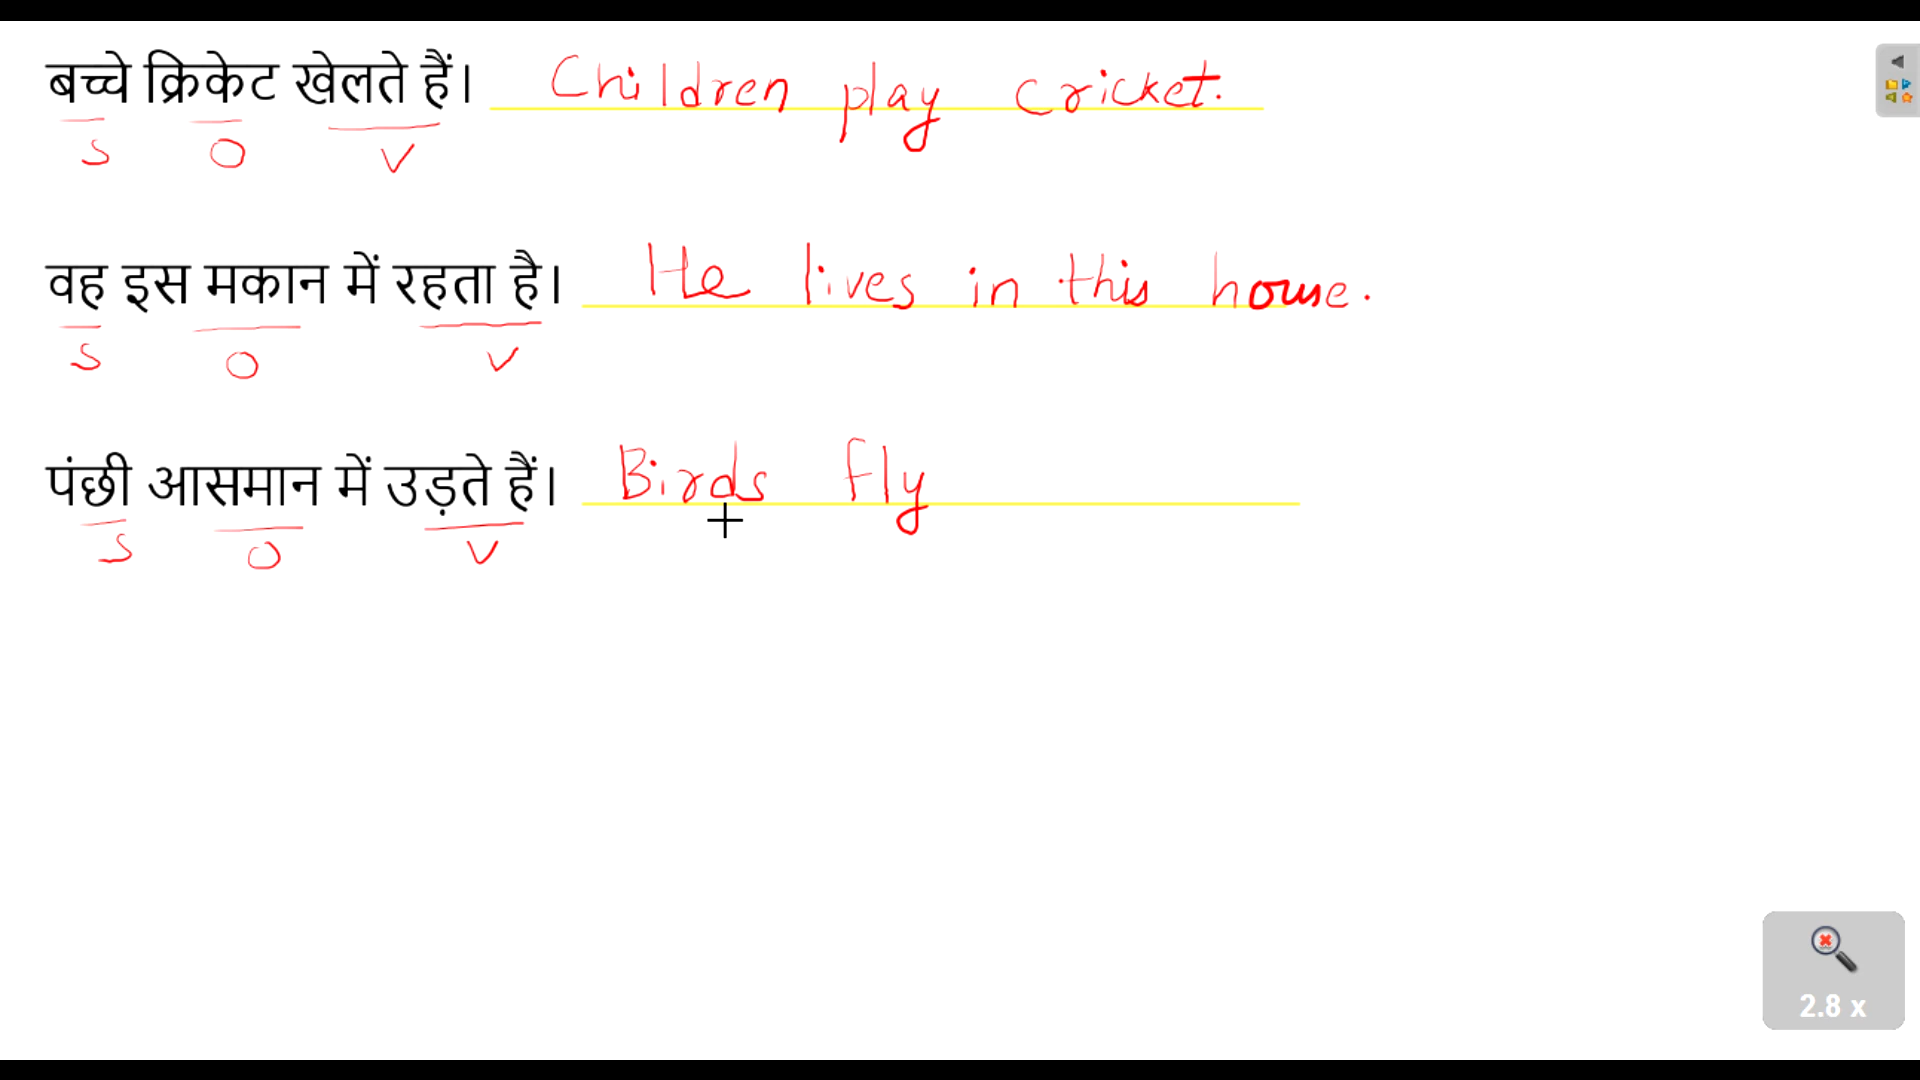 बच्चे क्रिकेट खेलते हैं। Children play cricket.
S O V
वह इस मकान में रहता है। He lives in this house.
S O V
पंछी आसमान में उड़ते हैं। Birds fly
S O V
2.8 x